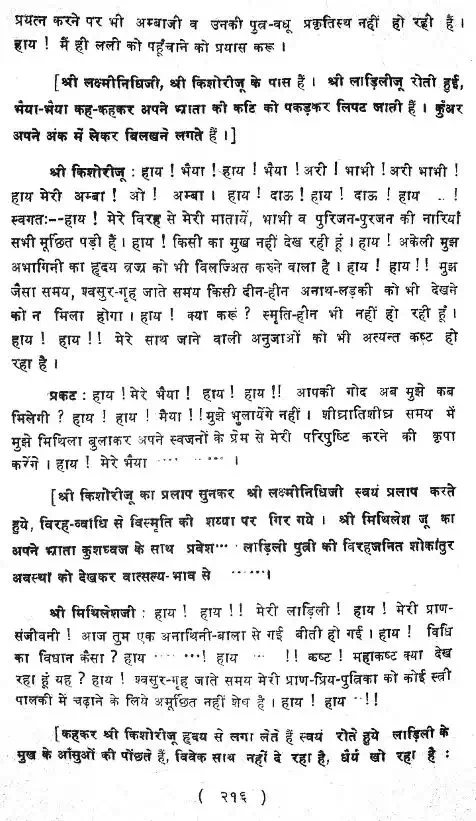 प्रयत्न करने पर भी अम्बाजी व उनकी पुत्र-वधू प्रकृतिस्थ नहीं हो रही हैं।
हाय ! मैं ही लली को पहूँचाने को प्रयास करू ।
[श्री लक्ष्मीनिधिजी, श्री किशोरीजू के पास हैं । श्री लाड़िलीजू रोती हुई,
भैया-भैया कह-कहकर अपने भ्राता की कटि को पकड़कर लिपट जाती हैं । कुँअर
अपने अंक में लेकर बिलखने लगते हैं ।]
श्री किशोरीजू : हाय ! भैया ! हाय ! भैया ! अरी ! भाभी ! अरी भाभी !
हाय मेरी अम्बा ! ओ ! अम्बा । हाय ! दाऊ ! हाय ! दाऊ ! हाय ..!
स्वगतः--हाय ! मेरे विरह से मेरी मातायें, भाभी व पुरिजन-पुरजन की नारियाँ
सभी मूर्छित पड़ी हैं । हाय ! किसी का मुख नहीं देख रही हूं । हाय ! अकेली मुझ
अभागिनी का हृदय वज्र को भी विलज्जित करने वाला है । हाय ! हाय !! मुझ
जैसा समय, श्वसुर-गृह जाते समय किसी दीन-हीन अनाथ-लड़की को भी देखने
को न मिला होगा । हाय ! क्या करूं ? स्मृति-हीन भी नहीं हो रही हूं ।
हाय ! हाय !! मेरे साथ जाने वाली अनुजाओं को भी अत्यन्त कष्ट हो
रहा है ।
प्रकट : हाय ! मेरे भैया ! हाय ! हाय !! आपकी गोद अब मुझे कब
मिलेगी ? हाय ! हाय ! मैया !! मुझे भुलायेंगे नहीं । शीघ्रातिशीघ्र समय में
मुझे मिथिला बुलाकर अपने स्वजनों के प्रेम से मेरी परिपुष्टि करने की कृपा
करेंगे । हाय ! मेरे भैया ..... ..... ।
[श्री किशोरीजू का प्रलाप सुनकर श्री लक्ष्मीनिधिजी स्वयं प्रलाप करते
हुये, विरह-व्याधि से विस्मृति की शय्या पर गिर गये । श्री मिथिलेश जू का
अपने भ्राता कुशध्वज के साथ प्रवेश... लाड़िली पुत्री की विरहजनित शोकातुर
अवस्था को देखकर वात्सल्य-भाव से ......।]
श्री मिथिलेशजी : हाय ! हाय !! मेरी लाड़िली ! हाय ! मेरी प्राण-
संजीवनी ! आज तुम एक अनाथिनी-बाला से गई बीती हो गई । हाय ! विधि
का विधान कैसा ? हाय ......! हाय .... !! कष्ट ! महाकष्ट क्या देख
रहा हूं यह ? हाय ! श्वसुर-गृह जाते समय मेरी प्राण-प्रिय-पुत्रिका को कोई स्त्री
पालकी में चढ़ाने के लिये अमूर्छित नहीं शेष है । हाय ! हाय ..!!
[कहकर श्री किशोरीजू हृदय से लगा लेते हैं स्वयं रोते हुये लाड़िली के
मुख के आँसुओं की पोंछते हैं, विवेक साथ नहीं दे रहा है, धैर्य खो रहा है :
( २१६ )